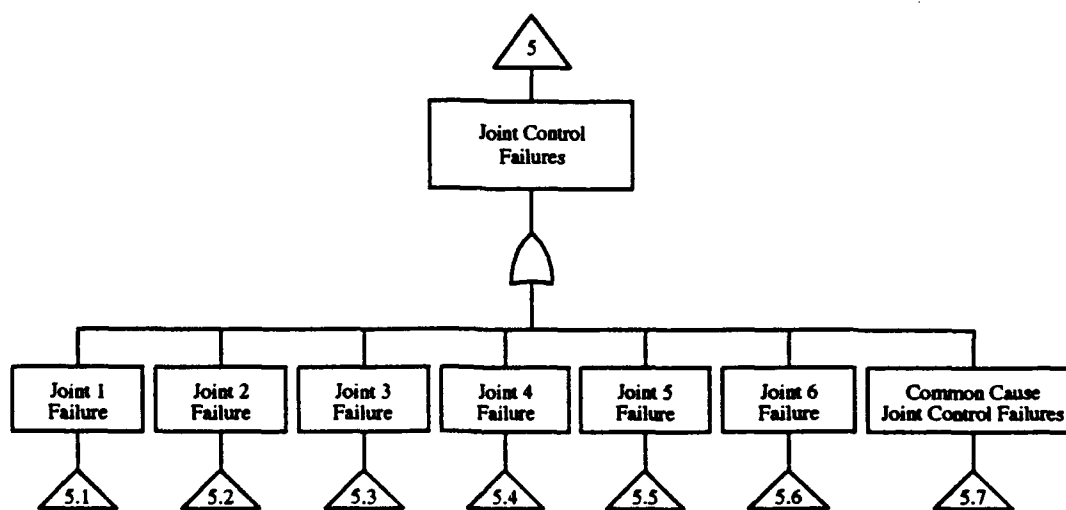 5
Joint Control
Failures
Joint 1
Failure
Joint 2
Failure
Joint 3
Failure
Joint 4
Failure
Joint 5
Failure
Joint 6
Failure
Common Cause
Joint Control Failures
5.1
5.2
5.3
5.4
5.5
5.6
5.7